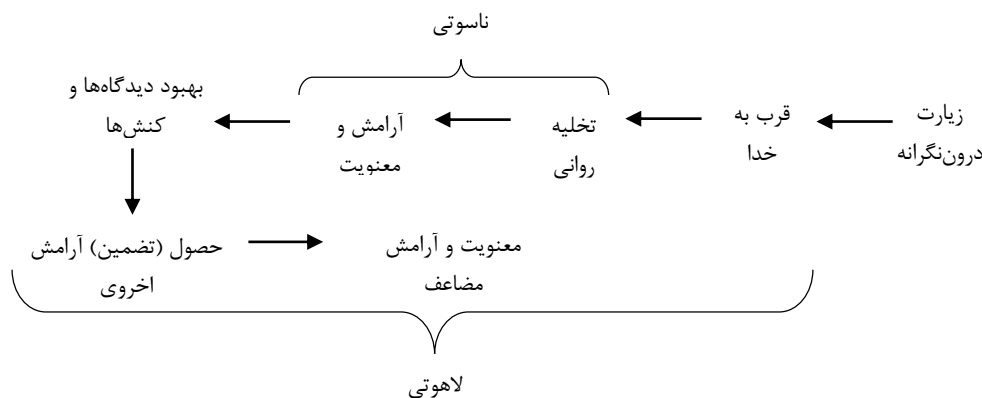 ناسوتی
زیارت
درون‌نگرانه
قرب به
خدا
تخلیه
روانی
آرامش و
معنویت
بهبود دیدگاه‌ها و
کنش‌ها
حصول (تضمین) آرامش
اخروی
معنویت و آرامش
مضاعف
لاهوتی